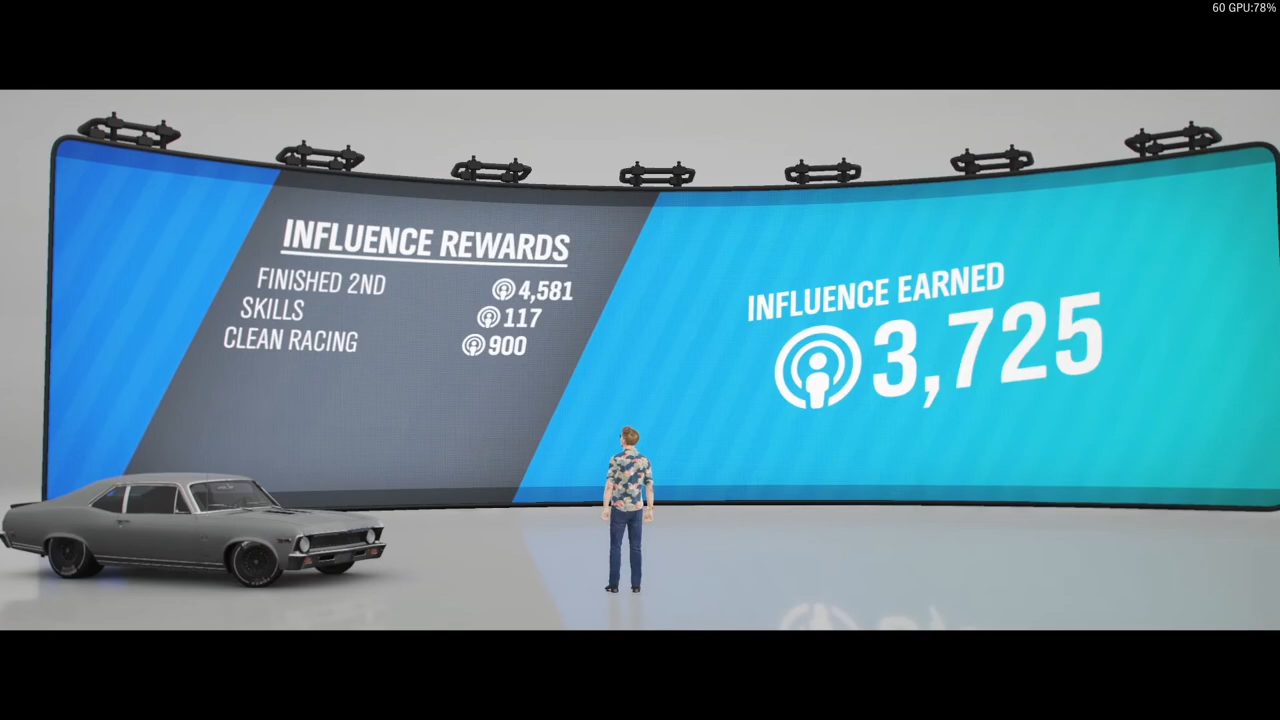 60 GPU:78%
INFLUENCE REWARDS
FINISHED 2ND 4,581
SKILLS 117
CLEAN RACING 900
INFLUENCE EARNED
3,725